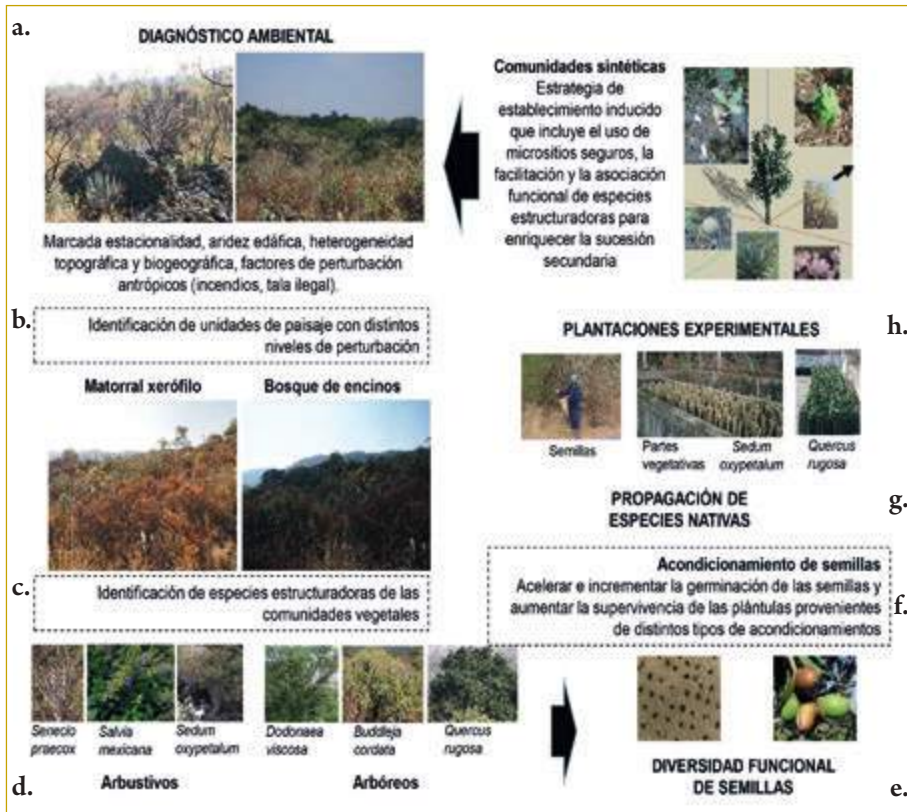 a.
DIAGNÓSTICO AMBIENTAL
Marcada estacionalidad, aridez edáfica, heterogeneidad
topográfica y biogeográfica, factores de perturbación
antrópicos (incendios, tala ilegal).
b.
Identificación de unidades de paisaje con distintos
niveles de perturbación
Matorral xerófilo
Bosque de encinos
c.
Identificación de especies estructuradoras de las
comunidades vegetales
Senecio
praecox
Salvia
mexicana
Sedum
oxypetalum
Dodonaea
viscosa
Buddleja
cordata
Quercus
rugosa
d.
Arbustivos
Arbóreos
DIVERSIDAD FUNCIONAL
DE SEMILLAS
e.
Acondicionamiento de semillas
Acelerar e incrementar la germinación de las semillas y
aumentar la supervivencia de las plántulas provenientes
de distintos tipos de acondicionamientos
f.
PROPAGACIÓN DE
ESPECIES NATIVAS
g.
PLANTACIONES EXPERIMENTALES
h.
Semillas
Partes
vegetativas
Sedum
oxypetalum
Quercus
rugosa
Comunidades sintéticas
Estrategia de
establecimiento inducido
que incluye el uso de
micrositios seguros, la
facilitación y la asociación
funcional de especies
estructuradoras para
enriquecer la sucesión
secundaria